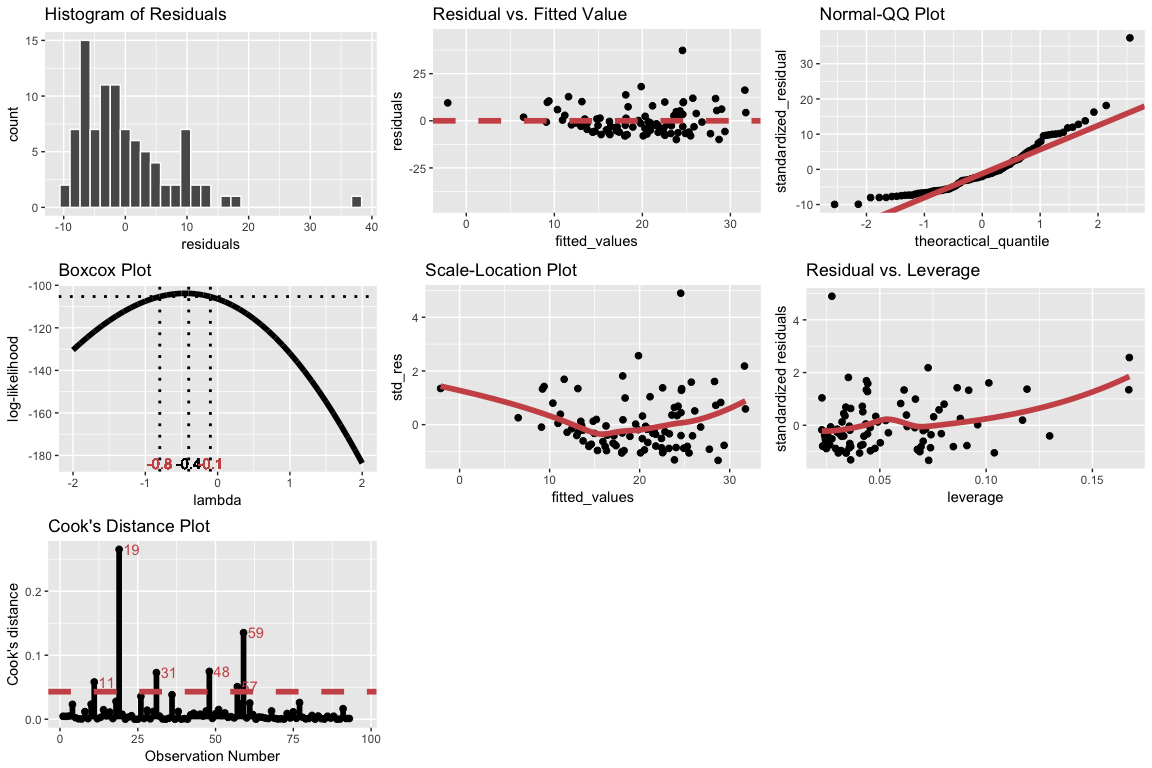 Histogram of Residuals
15
10
5
0
count
-10 0 10 20 30 40
residuals
Residual vs. Fitted Value
25
0
-25
residuals
0 10 20 30
fitted_values
Normal-QQ Plot
30
20
10
0
-10
standardized_residual
-2 -1 0 1 2
theoractical_quantile
Boxcox Plot
-100
-120
-140
-160
-180
log-likelihood
-0.8 -0.4 -0.1
-2 -1 0 1 2
lambda
Scale-Location Plot
4
2
0
std_res
0 10 20 30
fitted_values
Residual vs. Leverage
4
2
0
standardized residuals
0.05 0.10 0.15
leverage
Cook's Distance Plot
0.2
0.1
0.0
Cook's distance
19
59
31
48
11
57
0 25 50 75 100
Observation Number